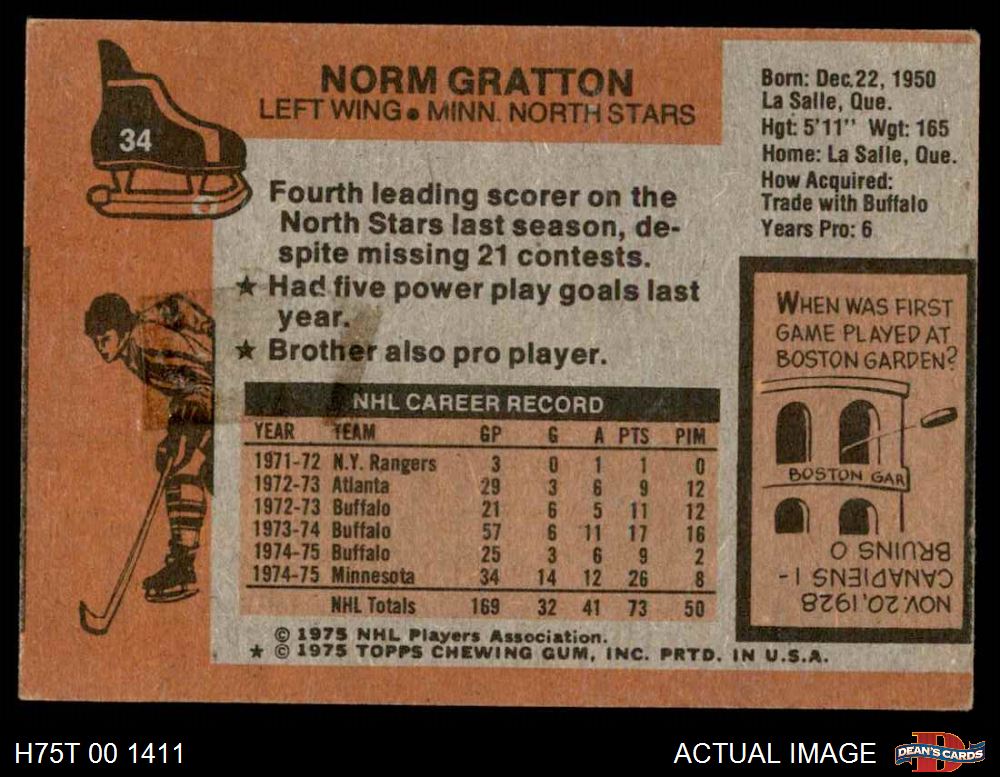 34
NORM GRATTON
LEFT WING ● MINN. NORTH STARS
Fourth leading scorer on the
North Stars last season, de-
spite missing 21 contests.
★ Had five power play goals last
year.
★ Brother also pro player.
NHL CAREER RECORD
YEAR TEAM GP G A PTS PIM
1971-72 N.Y. Rangers 3 0 1 1 0
1972-73 Atlanta 29 3 6 9 12
1972-73 Buffalo 21 6 5 11 12
1973-74 Buffalo 57 6 11 17 16
1974-75 Buffalo 25 3 6 9 2
1974-75 Minnesota 34 14 12 26 8
NHL Totals 169 32 41 73 50
© 1975 NHL Players Association.
★ © 1975 TOPPS CHEWING GUM, INC. PRTD. IN U.S.A.
Born: Dec. 22, 1950
La Salle, Que.
Hgt: 5'11" Wgt: 165
Home: La Salle, Que.
How Acquired:
Trade with Buffalo
Years Pro: 6
WHEN WAS FIRST
GAME PLAYED AT
BOSTON GARDEN?
BOSTON GAR
NOV. 20, 1928
CANADIENS 1 -
BRUINS 0
H75T 00 1411
ACTUAL IMAGE
D
DEAN'S CARDS